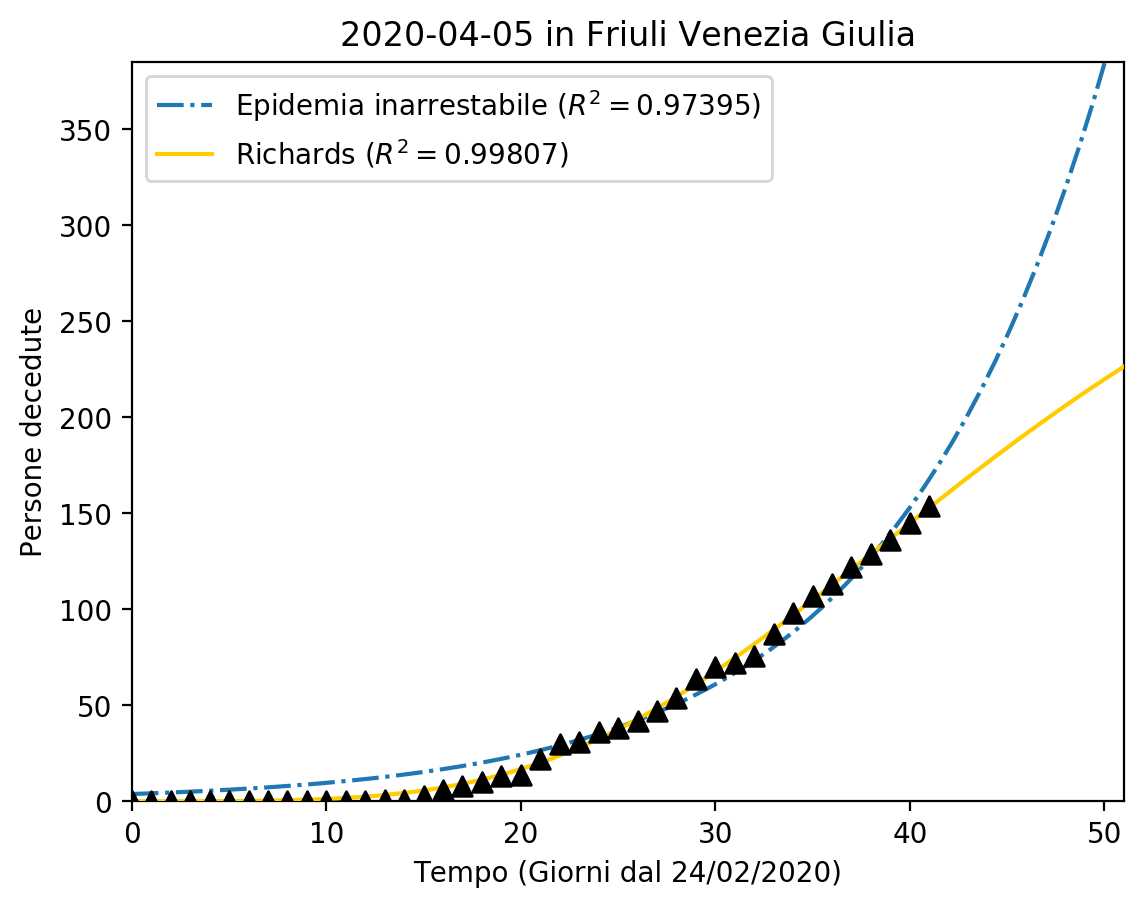 2020-04-05 in Friuli Venezia Giulia
Epidemia inarrestabile (R² = 0.97395)
Richards (R² = 0.99807)
Persone decedute
350
300
250
200
150
100
50
0
0 10 20 30 40 50
Tempo (Giorni dal 24/02/2020)